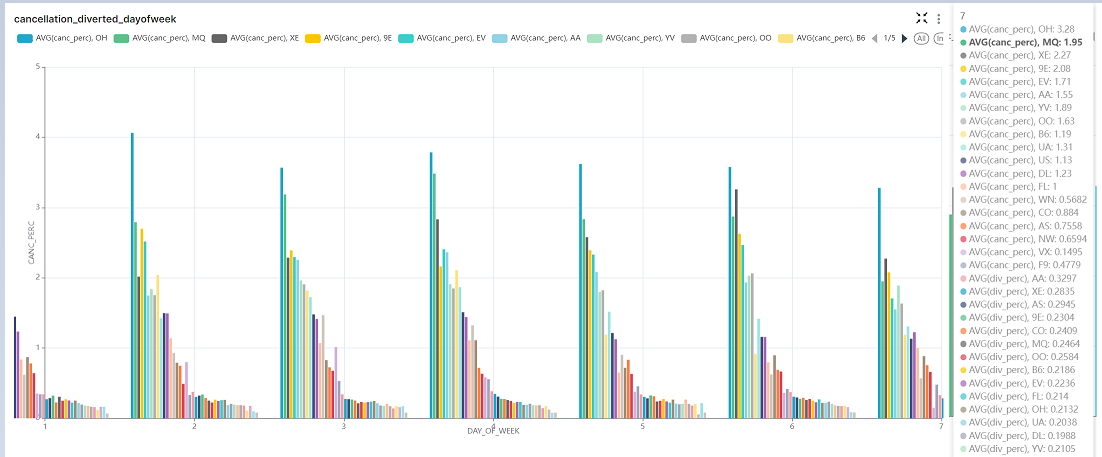 cancellation_diverted_dayofweek
AVG(canc_perc), OH AVG(canc_perc), MQ AVG(canc_perc), XE AVG(canc_perc), 9E AVG(canc_perc), EV AVG(canc_perc), AA AVG(canc_perc), YV AVG(canc_perc), OO AVG(canc_perc), B6 1/5 All In
CANC_PERC
5
4
3
2
1
0
1 2 3 4 5 6 7
DAY_OF_WEEK
7
AVG(canc_perc), OH: 3.28
AVG(canc_perc), MQ: 1.95
AVG(canc_perc), XE: 2.27
AVG(canc_perc), 9E: 2.08
AVG(canc_perc), EV: 1.71
AVG(canc_perc), AA: 1.55
AVG(canc_perc), YV: 1.89
AVG(canc_perc), OO: 1.63
AVG(canc_perc), B6: 1.19
AVG(canc_perc), UA: 1.31
AVG(canc_perc), US: 1.13
AVG(canc_perc), DL: 1.23
AVG(canc_perc), FL: 1
AVG(canc_perc), WN: 0.5682
AVG(canc_perc), CO: 0.884
AVG(canc_perc), AS: 0.7558
AVG(canc_perc), NW: 0.6594
AVG(canc_perc), VX: 0.1495
AVG(canc_perc), F9: 0.4779
AVG(div_perc), AA: 0.3297
AVG(div_perc), XE: 0.2835
AVG(div_perc), AS: 0.2945
AVG(div_perc), 9E: 0.2304
AVG(div_perc), CO: 0.2409
AVG(div_perc), MQ: 0.2464
AVG(div_perc), OO: 0.2584
AVG(div_perc), B6: 0.2186
AVG(div_perc), EV: 0.2236
AVG(div_perc), FL: 0.214
AVG(div_perc), OH: 0.2132
AVG(div_perc), UA: 0.2038
AVG(div_perc), DL: 0.1988
AVG(div_perc), YV: 0.2105